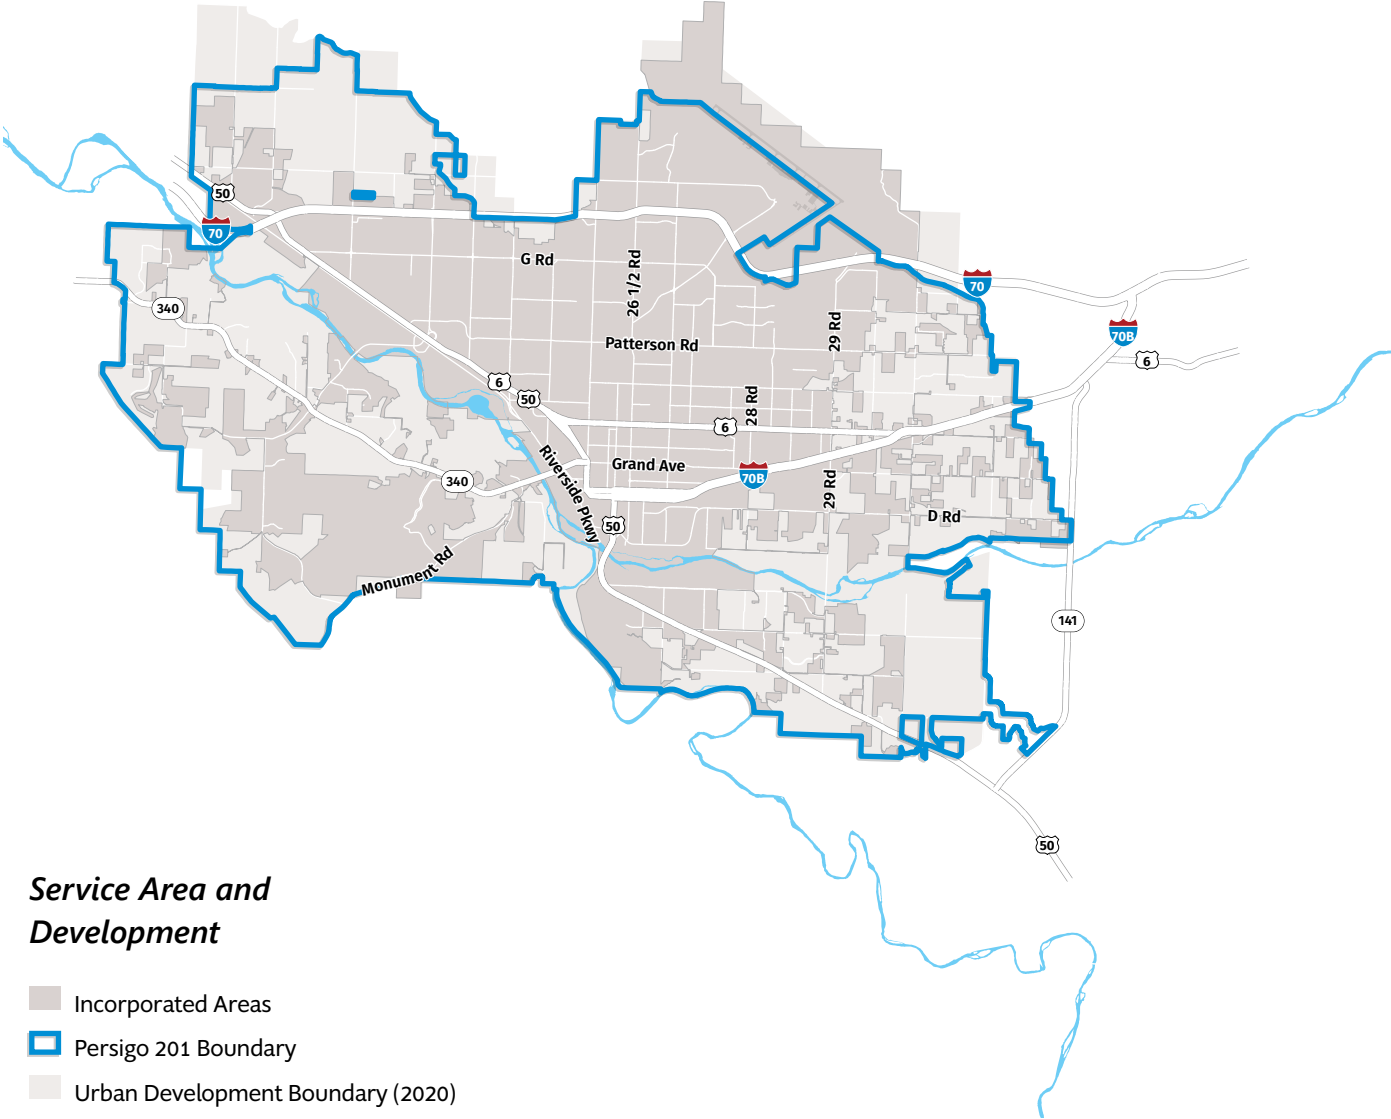 50
70
G Rd
26 1/2 Rd
70
340
29 Rd
70B
Patterson Rd
6
6
50
28 Rd
6
Grand Ave
70B
340
Riverside Pkwy
29 Rd
D Rd
50
Monument Rd
141
50
Service Area and
Development
Incorporated Areas
Persigo 201 Boundary
Urban Development Boundary (2020)